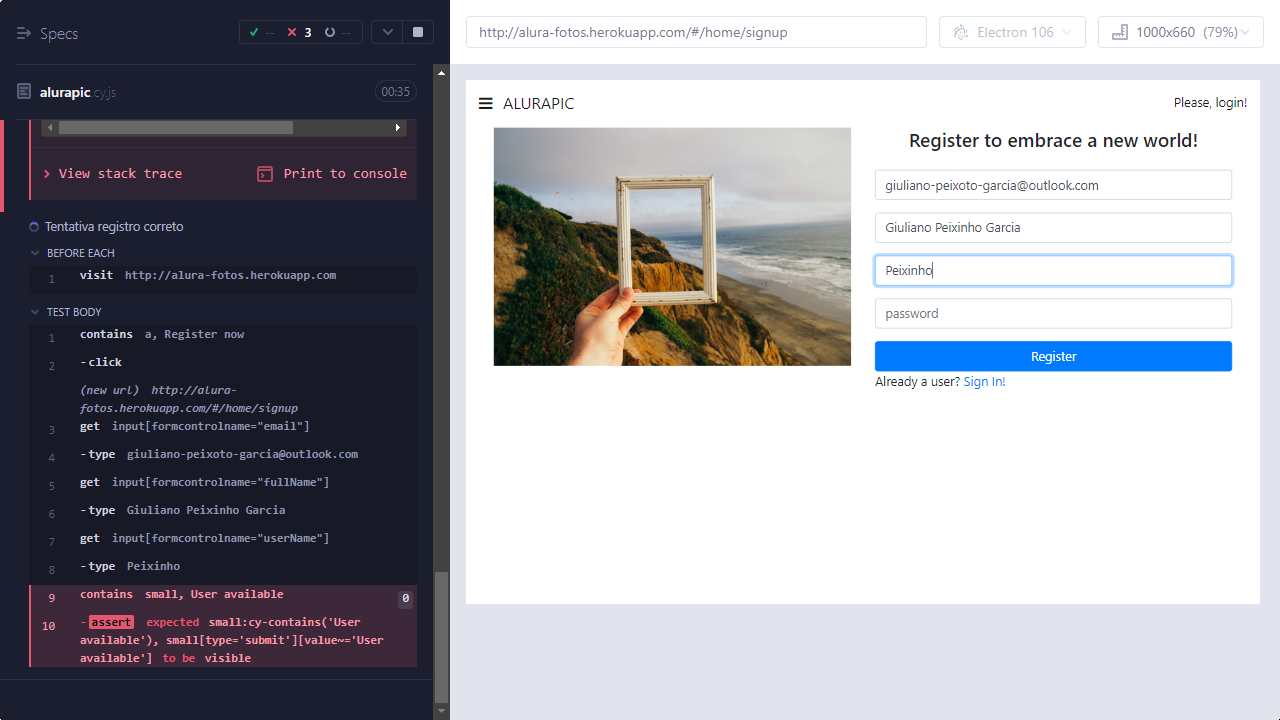 Specs
--
3
--
http://alura-fotos.herokuapp.com/#/home/signup
Electron 106
1000x660 (79%)
alurapic.cy.js
00:35
View stack trace
Print to console
Tentativa registro correto
BEFORE EACH
1 visit http://alura-fotos.herokuapp.com
TEST BODY
1 contains a, Register now
2 -click
(new url) http://alura-
fotos.herokuapp.com/#/home/signup
3 get input[formcontrolname="email"]
4 -type giuliano-peixoto-garcia@outlook.com
5 get input[formcontrolname="fullName"]
6 -type Giuliano Peixinho Garcia
7 get input[formcontrolname="userName"]
8 -type Peixinho
9 contains small, User available 0
10 -assert expected small:cy-contains('User
available'), small[type='submit'][value~='User
available'] to be visible
ALURAPIC
Please, login!
Register to embrace a new world!
giuliano-peixoto-garcia@outlook.com
Giuliano Peixinho Garcia
Peixinho
password
Register
Already a user? Sign In!